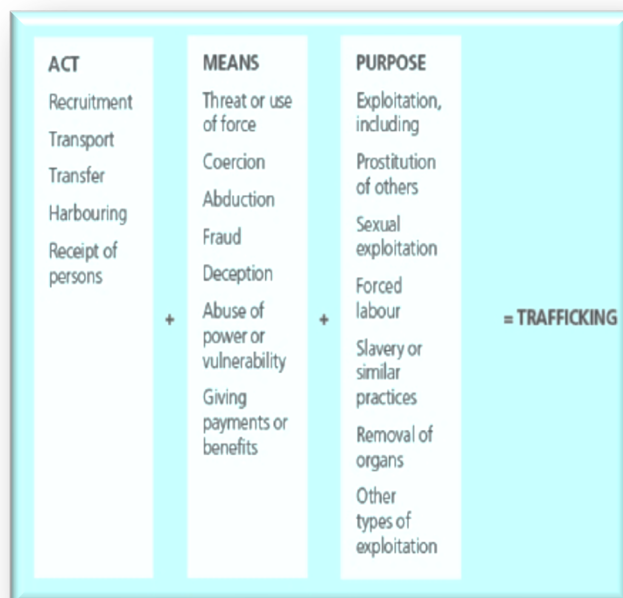 ACT
Recruitment
Transport
Transfer
Harbouring
Receipt of
persons
+
MEANS
Threat or use
of force
Coercion
Abduction
Fraud
Deception
Abuse of
power or
vulnerability
Giving
payments or
benefits
+
PURPOSE
Exploitation,
including
Prostitution
of others
Sexual
exploitation
Forced
labour
Slavery or
similar
practices
Removal of
organs
Other
types of
exploitation
= TRAFFICKING